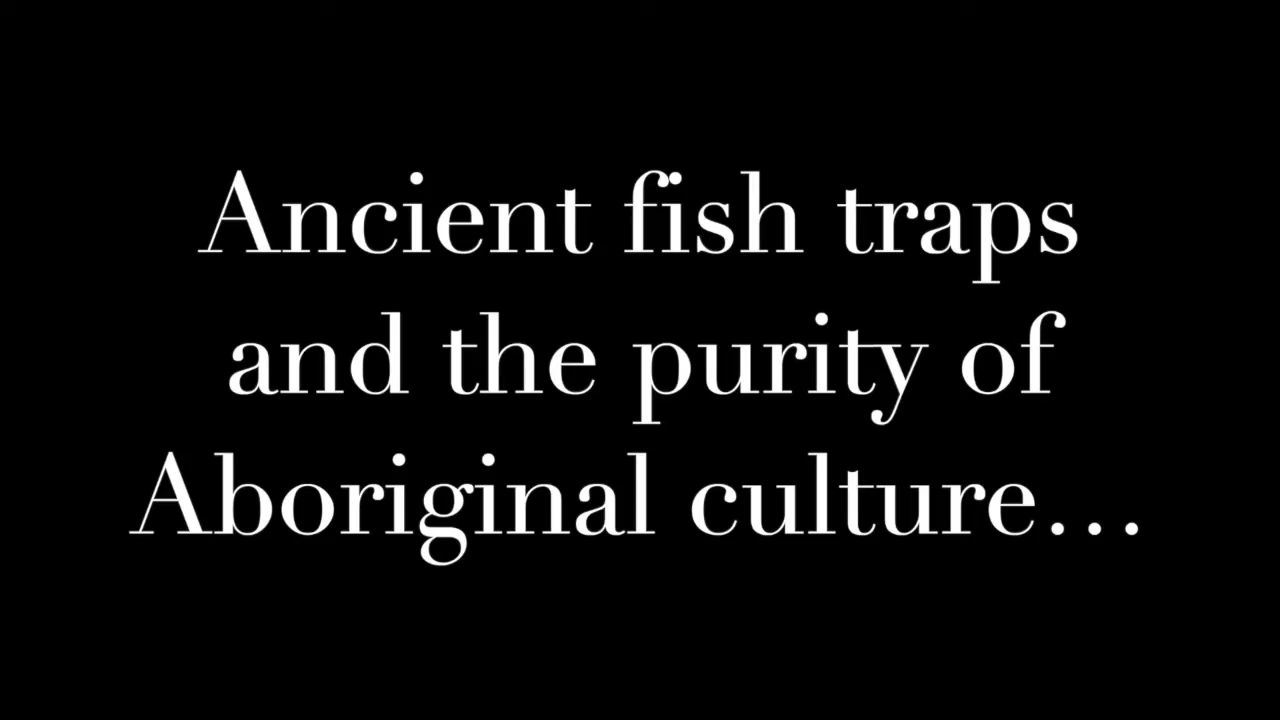 Ancient fish traps
and the purity of
Aboriginal culture...